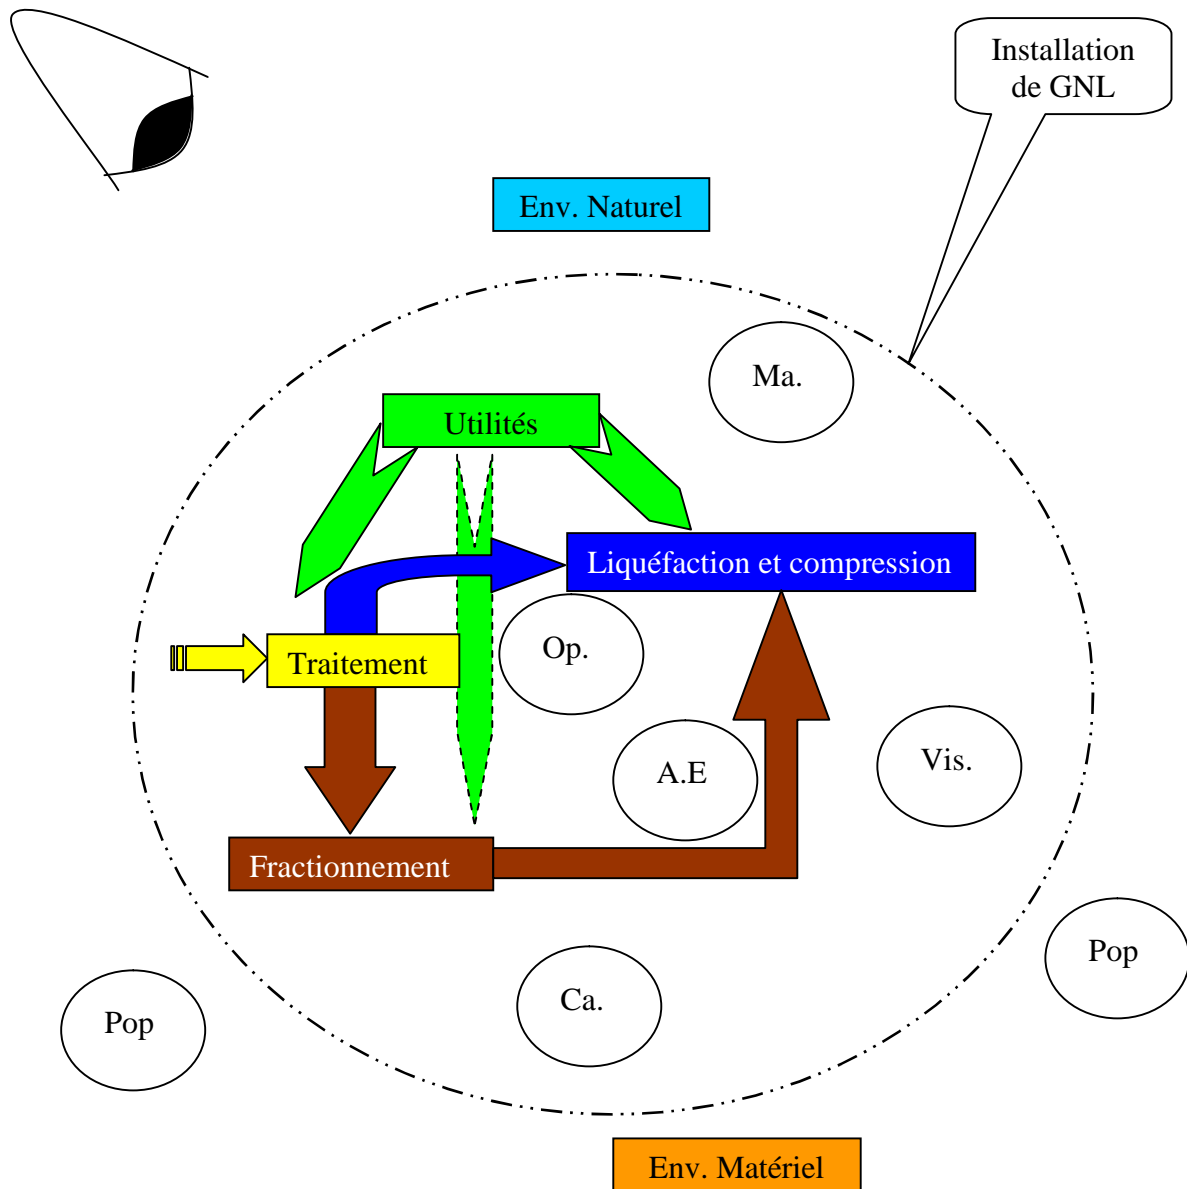 Installation
de GNL
Env. Naturel
Ma.
Utilités
Liquéfaction et compression
Op.
Traitement
A.E
Vis.
Fractionnement
Pop
Ca.
Pop
Env. Matériel